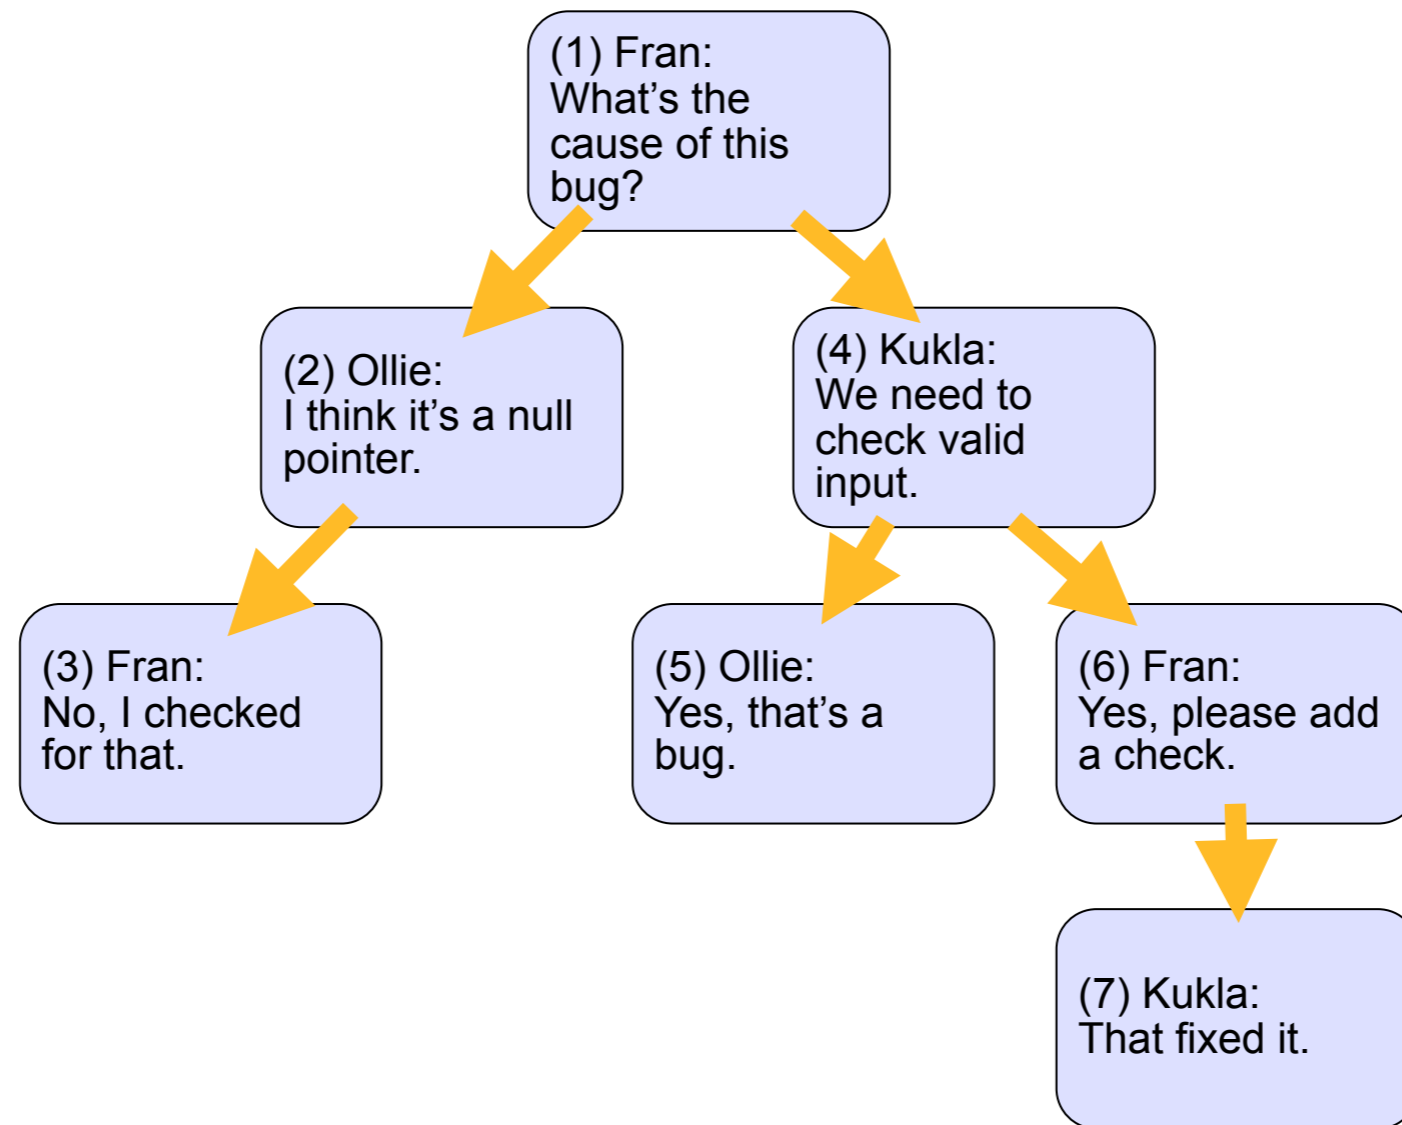 (1) Fran:
What’s the
cause of this
bug?
(2) Ollie:
I think it’s a null
pointer.
(3) Fran:
No, I checked
for that.
(4) Kukla:
We need to
check valid
input.
(5) Ollie:
Yes, that’s a
bug.
(6) Fran:
Yes, please add
a check.
(7) Kukla:
That fixed it.